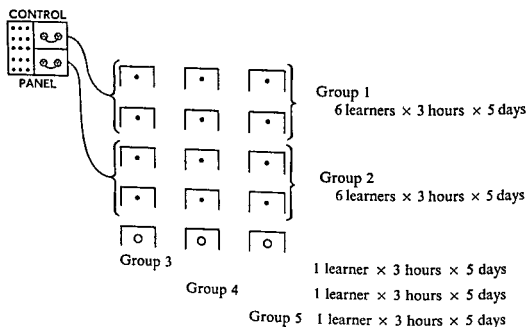 CONTROL
PANEL
Group 1
6 learners × 3 hours × 5 days
Group 2
6 learners × 3 hours × 5 days
Group 3
1 learner × 3 hours × 5 days
Group 4
1 learner × 3 hours × 5 days
Group 5 1 learner × 3 hours × 5 days